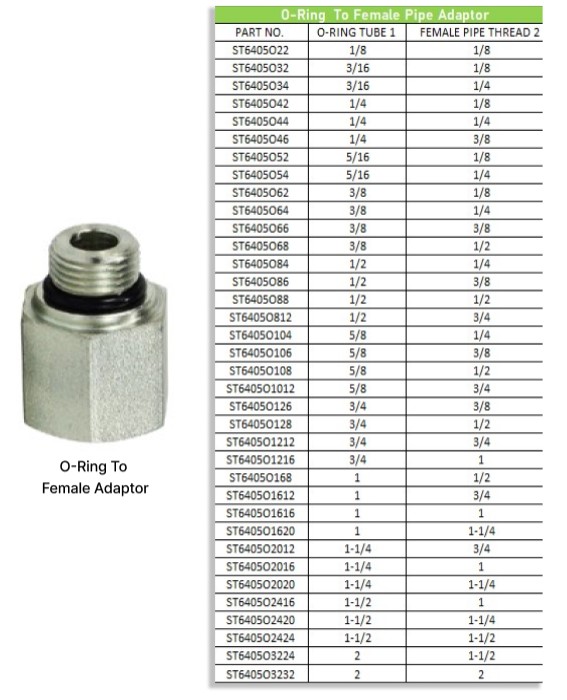 O-Ring To Female Pipe Adaptor
PART NO. O-RING TUBE 1 FEMALE PIPE THREAD 2
ST6405O22 1/8 1/8
ST6405O32 3/16 1/8
ST6405O34 3/16 1/4
ST6405O42 1/4 1/8
ST6405O44 1/4 1/4
ST6405O46 1/4 3/8
ST6405O52 5/16 1/8
ST6405O54 5/16 1/4
ST6405O62 3/8 1/8
ST6405O64 3/8 1/4
ST6405O66 3/8 3/8
ST6405O68 3/8 1/2
ST6405O84 1/2 1/4
ST6405O86 1/2 3/8
ST6405O88 1/2 1/2
ST6405O812 1/2 3/4
ST6405O104 5/8 1/4
ST6405O106 5/8 3/8
ST6405O108 5/8 1/2
ST6405O1012 5/8 3/4
ST6405O126 3/4 3/8
ST6405O128 3/4 1/2
ST6405O1212 3/4 3/4
ST6405O1216 3/4 1
ST6405O168 1 1/2
ST6405O1612 1 3/4
ST6405O1616 1 1
ST6405O1620 1 1-1/4
ST6405O2012 1-1/4 3/4
ST6405O2016 1-1/4 1
ST6405O2020 1-1/4 1-1/4
ST6405O2416 1-1/2 1
ST6405O2420 1-1/2 1-1/4
ST6405O2424 1-1/2 1-1/2
ST6405O3224 2 1-1/2
ST6405O3232 2 2
O-Ring To
Female Adaptor